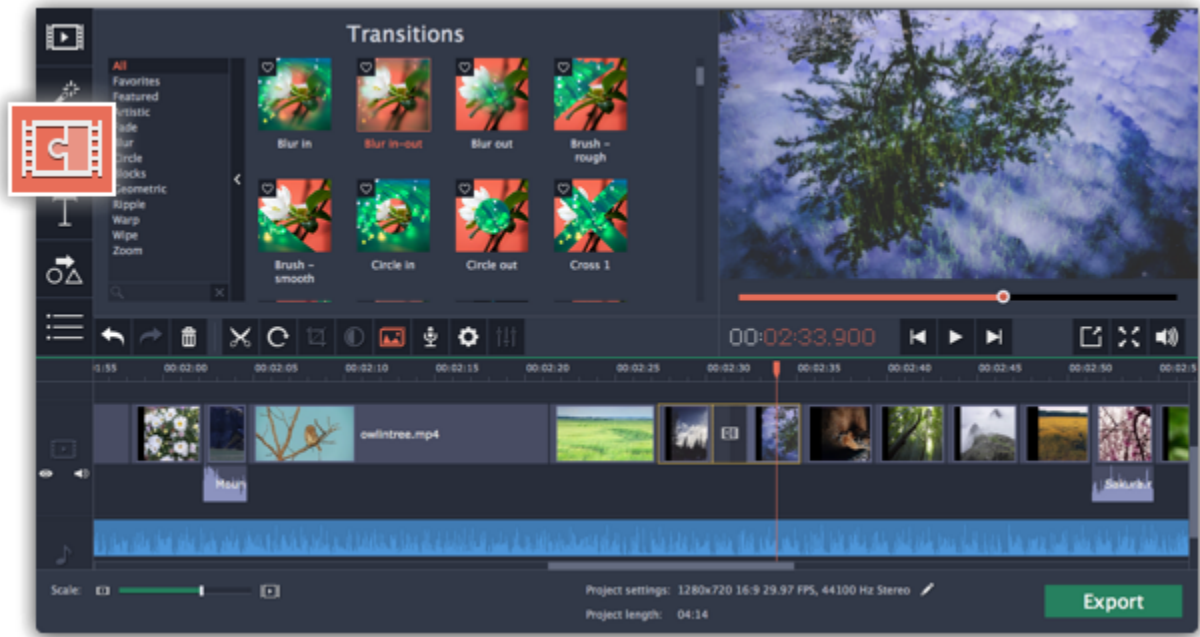 Transitions
All
Favorites
Featured
Artistic
Fade
Blur
Circle
Blocks
Geometric
Ripple
Warp
Wipe
Zoom
Blur in
Blur in-out
Blur out
Brush –
rough
Brush –
smooth
Circle in
Circle out
Cross 1
00:02:33.900
00:02:00 00:02:05 00:02:10 00:02:15 00:02:20 00:02:25 00:02:30 00:02:35 00:02:40 00:02:45 00:02:50
owlintree.mp4
Scale:
Project settings: 1280x720 16:9 29.97 FPS, 44100 Hz Stereo
Project length: 04:14
Export